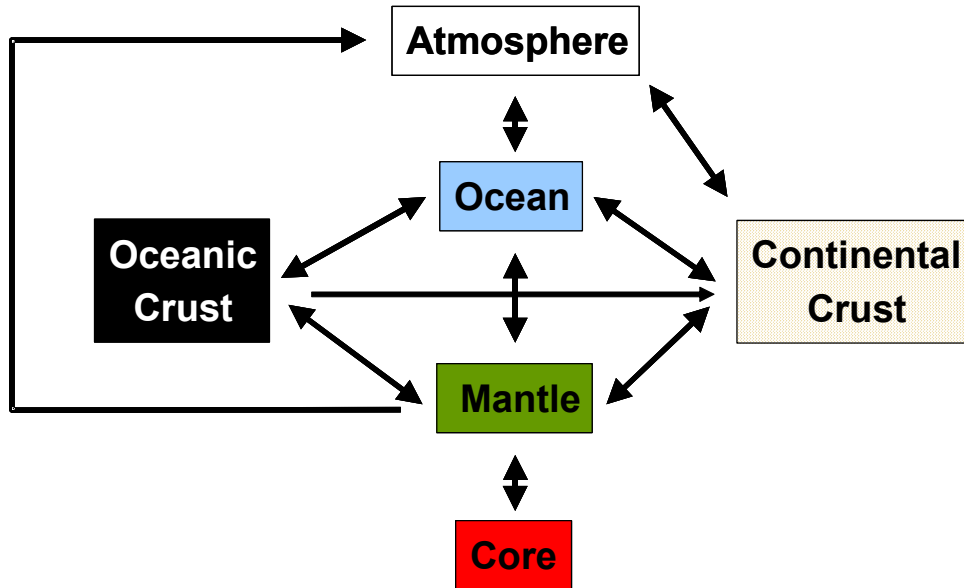 Atmosphere
Ocean
Oceanic
Crust
Continental
Crust
Mantle
Core